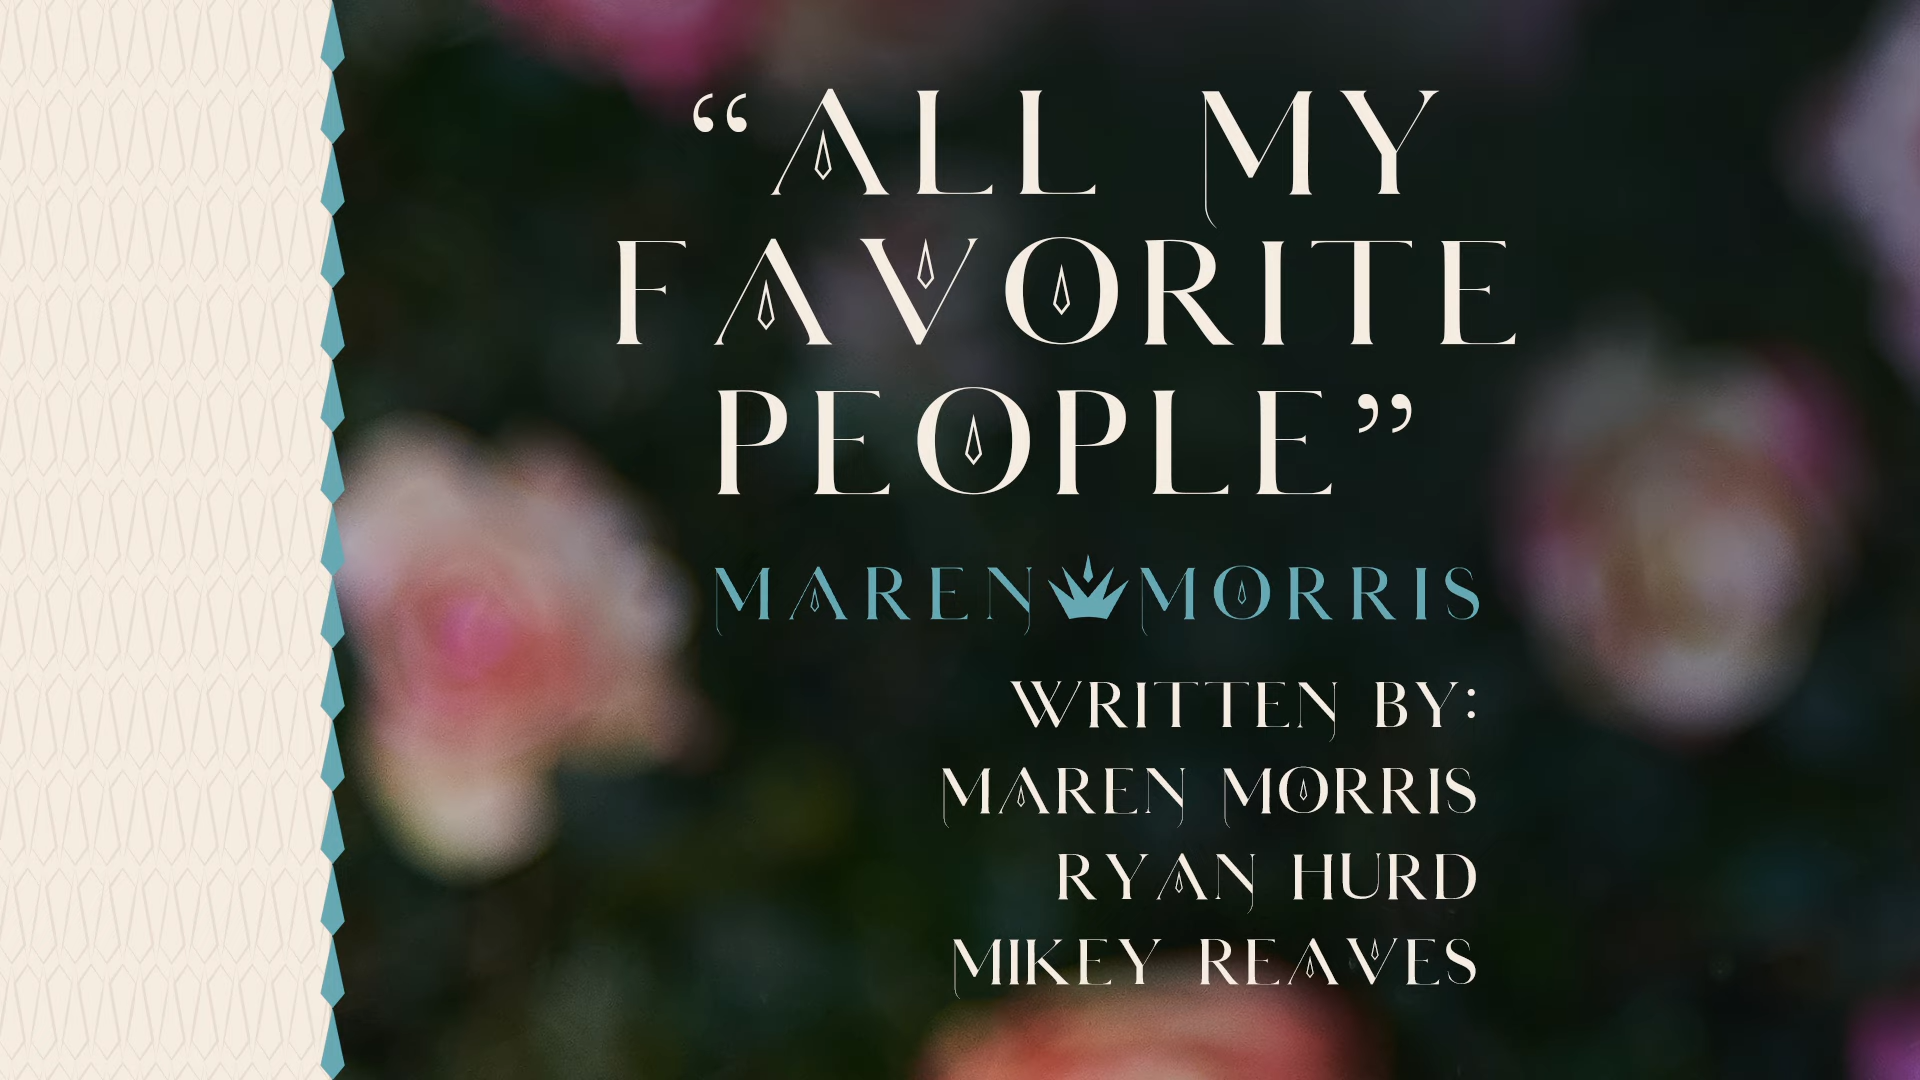 “ALL MY
FAVORITE
PEOPLE”
MAREN MORRIS
WRITTEN BY:
MAREN MORRIS
RYAN HURD
MIKEY REAVES